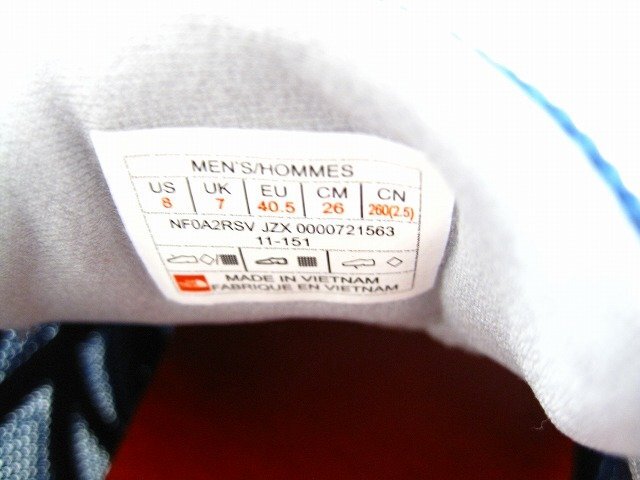 MEN'S/HOMMES
US UK EU CM CN
8 7 40.5 26 260(2.5)
NF0A2RSV JZX 0000721563
11-151
MADE IN VIETNAM
FABRIQUE EN VIETNAM